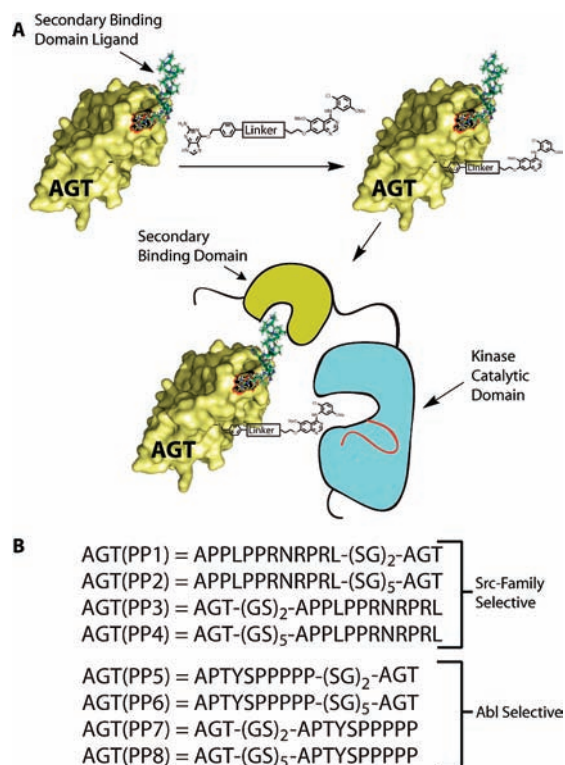 A
Secondary Binding
Domain Ligand
H₂N
Linker
AGT
Linker
AGT
Secondary
Binding Domain
Kinase
Catalytic
Domain
Linker
AGT
B
AGT(PP1) = APPLPPRNRPRL-(SG)₂-AGT
AGT(PP2) = APPLPPRNRPRL-(SG)₅-AGT
AGT(PP3) = AGT-(GS)₂-APPLPPRNRPRL
AGT(PP4) = AGT-(GS)₅-APPLPPRNRPRL
Src-Family
Selective
AGT(PP5) = APTYSPPPPP-(SG)₂-AGT
AGT(PP6) = APTYSPPPPP-(SG)₅-AGT
AGT(PP7) = AGT-(GS)₂-APTYSPPPPP
AGT(PP8) = AGT-(GS)₅-APTYSPPPPP
Abl Selective